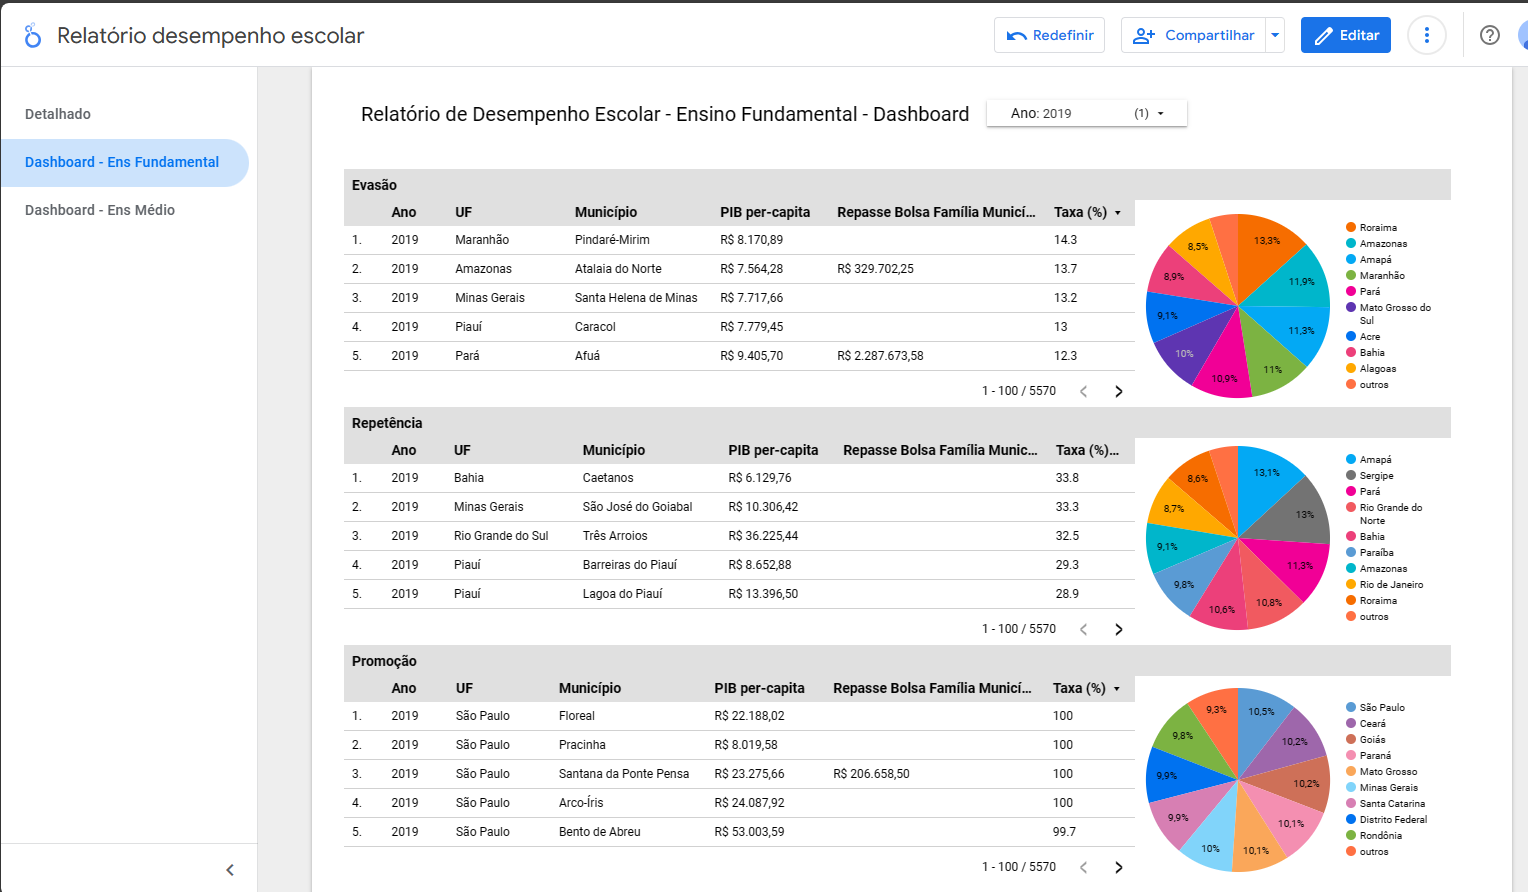 Relatório desempenho escolar
Redefinir
Compartilhar
Editar
Detalhado
Dashboard - Ens Fundamental
Dashboard - Ens Médio
Relatório de Desempenho Escolar - Ensino Fundamental - Dashboard
Ano: 2019 (1)
Evasão
Ano UF Município PIB per-capita Repasse Bolsa Família Municí... Taxa (%)
1. 2019 Maranhão Pindaré-Mirim R$ 8.170,89 14.3
2. 2019 Amazonas Atalaia do Norte R$ 7.564,28 R$ 329.702,25 13.7
3. 2019 Minas Gerais Santa Helena de Minas R$ 7.717,66 13.2
4. 2019 Piauí Caracol R$ 7.779,45 13
5. 2019 Pará Afuá R$ 9.405,70 R$ 2.287.673,58 12.3
1 - 100 / 5570
13,3%
11,9%
11,3%
11%
10,9%
10%
9,1%
8,9%
8,5%
Roraima
Amazonas
Amapá
Maranhão
Pará
Mato Grosso do
Sul
Acre
Bahia
Alagoas
outros
Repetência
Ano UF Município PIB per-capita Repasse Bolsa Família Munic... Taxa (%)...
1. 2019 Bahia Caetanos R$ 6.129,76 33.8
2. 2019 Minas Gerais São José do Goiabal R$ 10.306,42 33.3
3. 2019 Rio Grande do Sul Três Arroios R$ 36.225,44 32.5
4. 2019 Piauí Barreiras do Piauí R$ 8.652,88 29.3
5. 2019 Piauí Lagoa do Piauí R$ 13.396,50 28.9
1 - 100 / 5570
13,1%
13%
11,3%
10,8%
10,6%
9,8%
9,1%
8,7%
8,6%
Amapá
Sergipe
Pará
Rio Grande do
Norte
Bahia
Paraíba
Amazonas
Rio de Janeiro
Roraima
outros
Promoção
Ano UF Município PIB per-capita Repasse Bolsa Família Municí... Taxa (%)
1. 2019 São Paulo Floreal R$ 22.188,02 100
2. 2019 São Paulo Pracinha R$ 8.019,58 100
3. 2019 São Paulo Santana da Ponte Pensa R$ 23.275,66 R$ 206.658,50 100
4. 2019 São Paulo Arco-Íris R$ 24.087,92 100
5. 2019 São Paulo Bento de Abreu R$ 53.003,59 99.7
1 - 100 / 5570
10,5%
10,2%
10,2%
10,1%
10,1%
10%
9,9%
9,9%
9,8%
9,3%
São Paulo
Ceará
Goiás
Paraná
Mato Grosso
Minas Gerais
Santa Catarina
Distrito Federal
Rondônia
outros